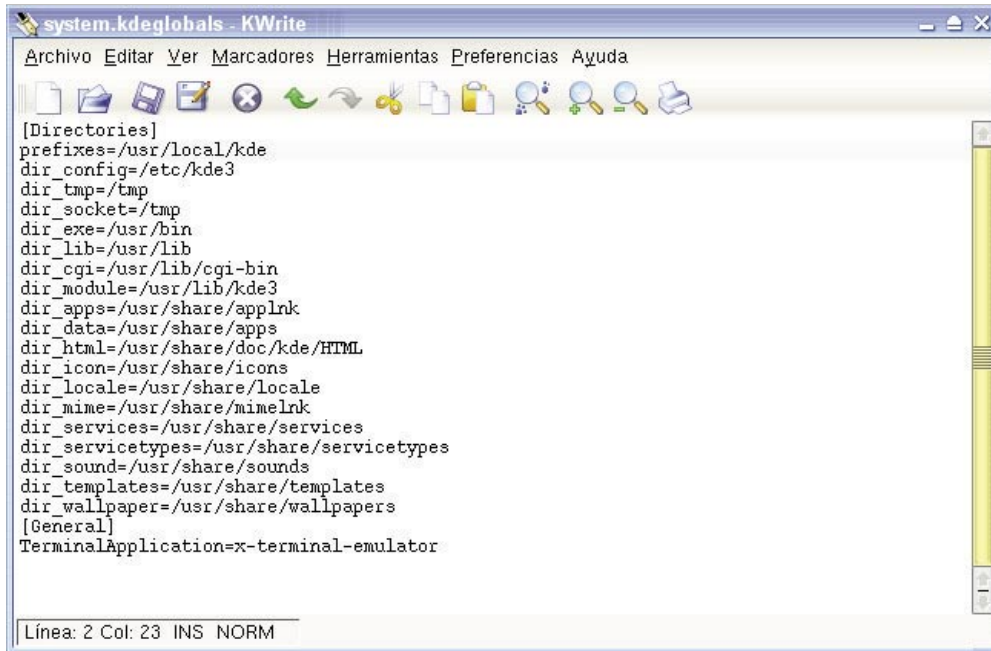 system.kdeglobals - KWrite
Archivo Editar Ver Marcadores Herramientas Preferencias Ayuda
[Directories]
prefixes=/usr/local/kde
dir_config=/etc/kde3
dir_tmp=/tmp
dir_socket=/tmp
dir_exe=/usr/bin
dir_lib=/usr/lib
dir_cgi=/usr/lib/cgi-bin
dir_module=/usr/lib/kde3
dir_apps=/usr/share/applnk
dir_data=/usr/share/apps
dir_html=/usr/share/doc/kde/HTML
dir_icon=/usr/share/icons
dir_locale=/usr/share/locale
dir_mime=/usr/share/mimelnk
dir_services=/usr/share/services
dir_servicetypes=/usr/share/servicetypes
dir_sound=/usr/share/sounds
dir_templates=/usr/share/templates
dir_wallpaper=/usr/share/wallpapers
[General]
TerminalApplication=x-terminal-emulator
Línea: 2 Col: 23 INS NORM